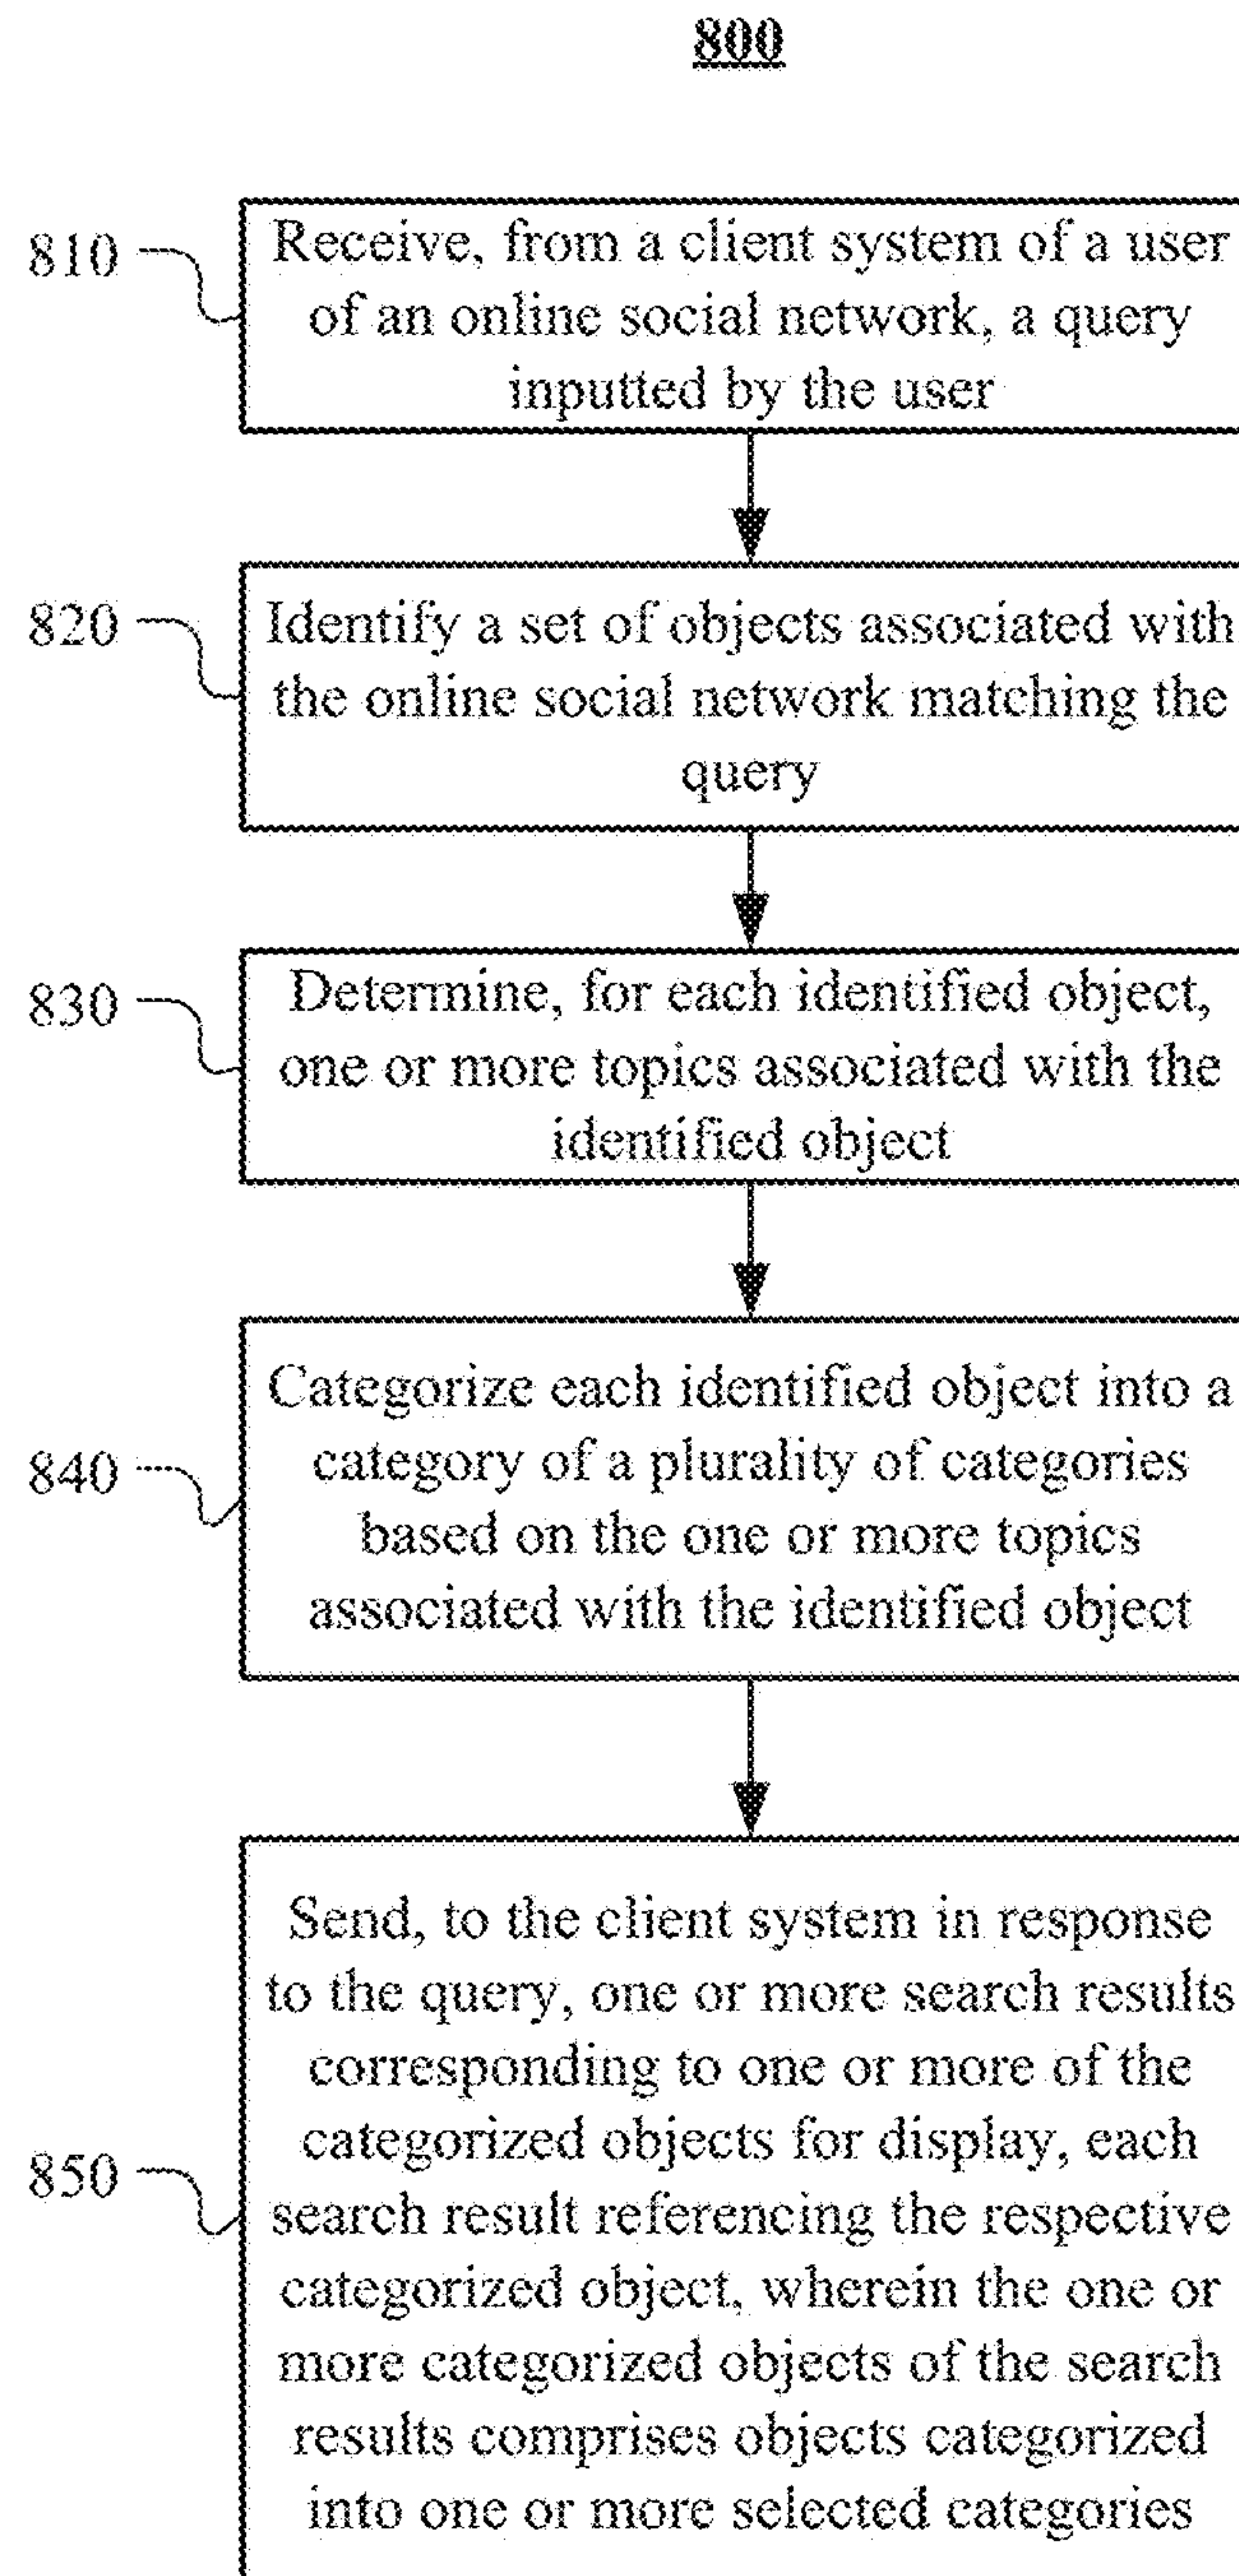 800
810
Receive, from a client system of a user
of an online social network, a query
inputted by the user
820
Identify a set of objects associated with
the online social network matching the
query
830
Determine, for each identified object,
one or more topics associated with the
identified object
840
Categorize each identified object into a
category of a plurality of categories
based on the one or more topics
associated with the identified object
850
Send, to the client system in response
to the query, one or more search results
corresponding to one or more of the
categorized objects for display, each
search result referencing the respective
categorized object, wherein the one or
more categorized objects of the search
results comprises objects categorized
into one or more selected categories